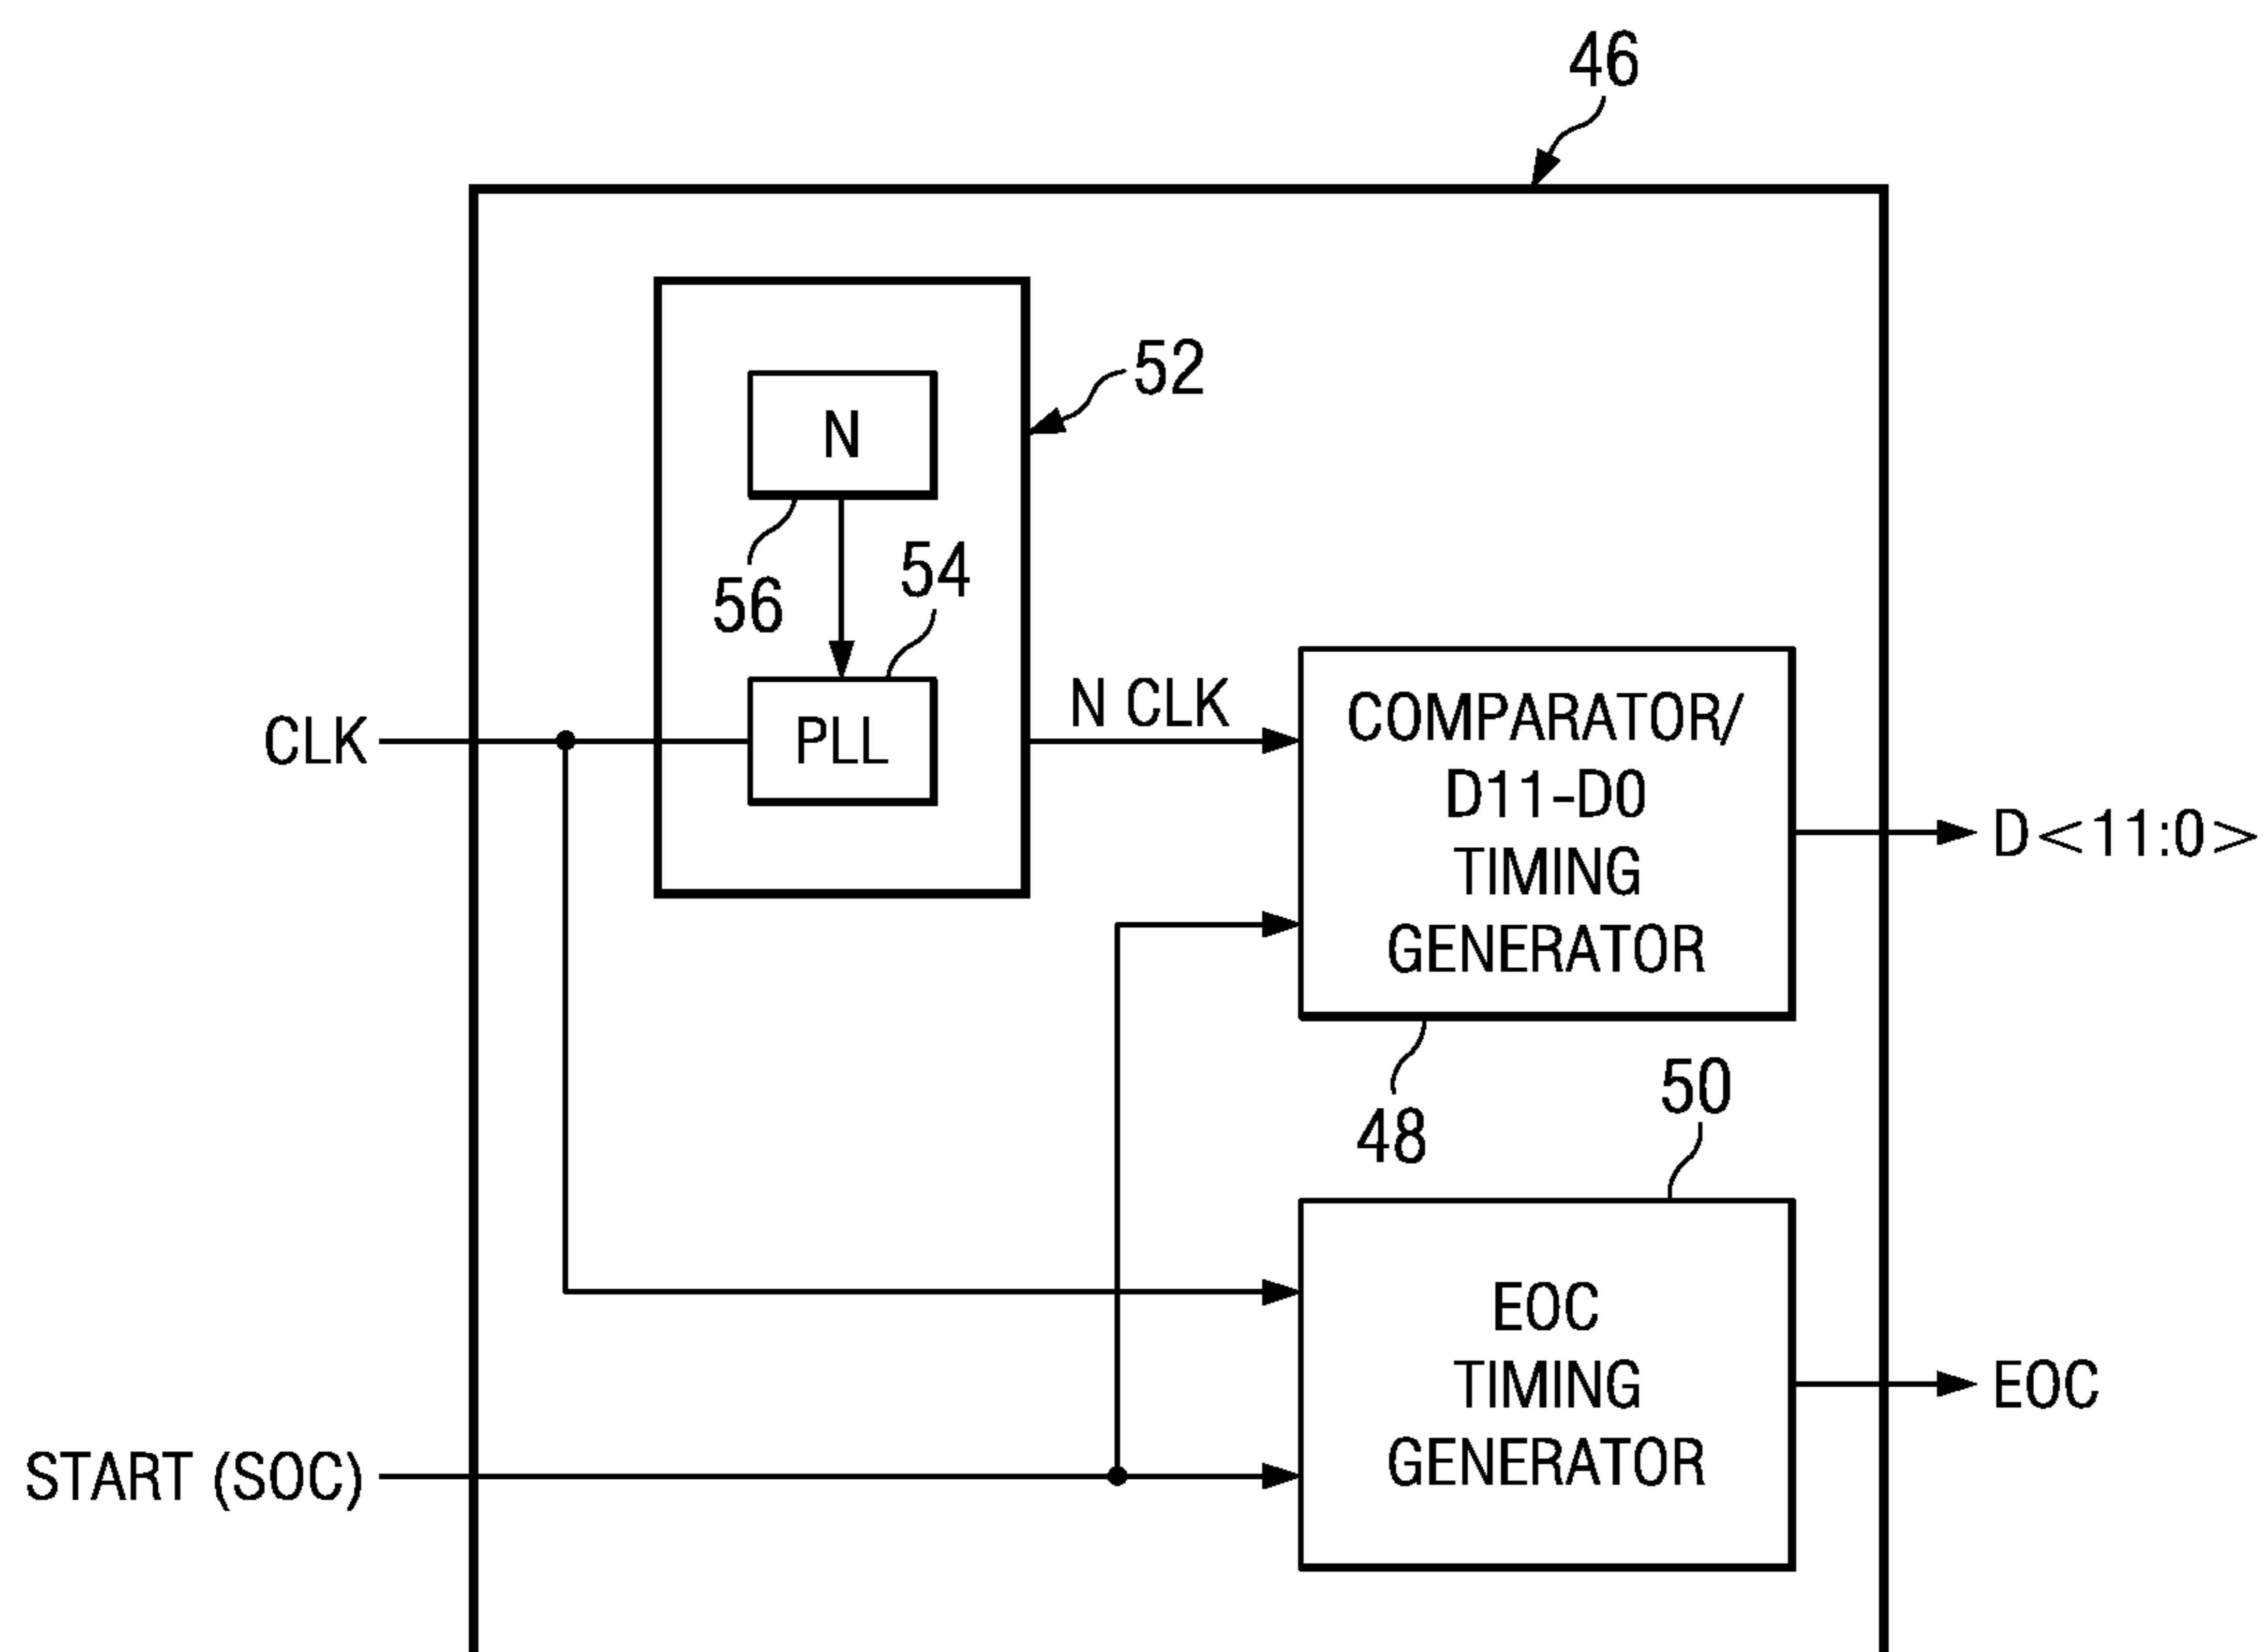 46
52
N
56
54
CLK
PLL
N CLK
COMPARATOR/
D11-D0
TIMING
GENERATOR
D<11:0>
48
50
EOC
TIMING
GENERATOR
EOC
START (SOC)